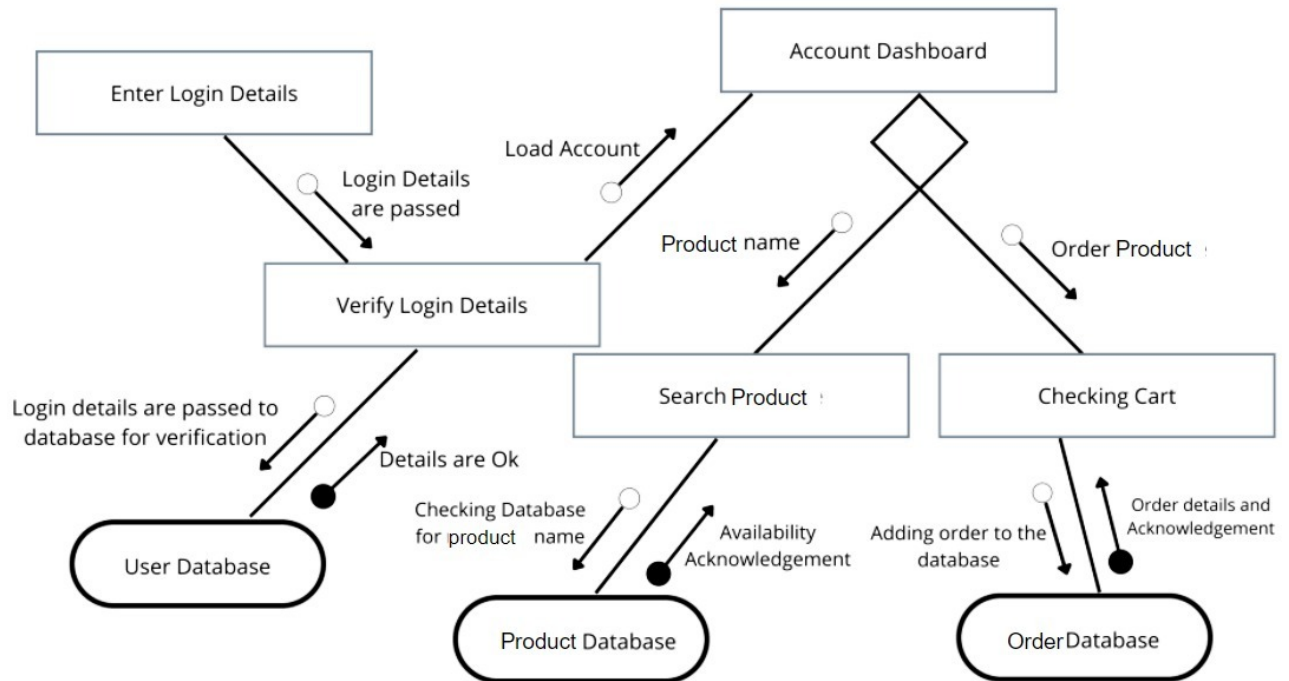 Account Dashboard
Enter Login Details
Load Account
Login Details
are passed
Product name
Order Product
Verify Login Details
Search Product
Checking Cart
Login details are passed to
database for verification
Details are Ok
Checking Database
for product name
Availability
Acknowledgement
Adding order to the
database
Order details and
Acknowledgement
User Database
Product Database
Order Database